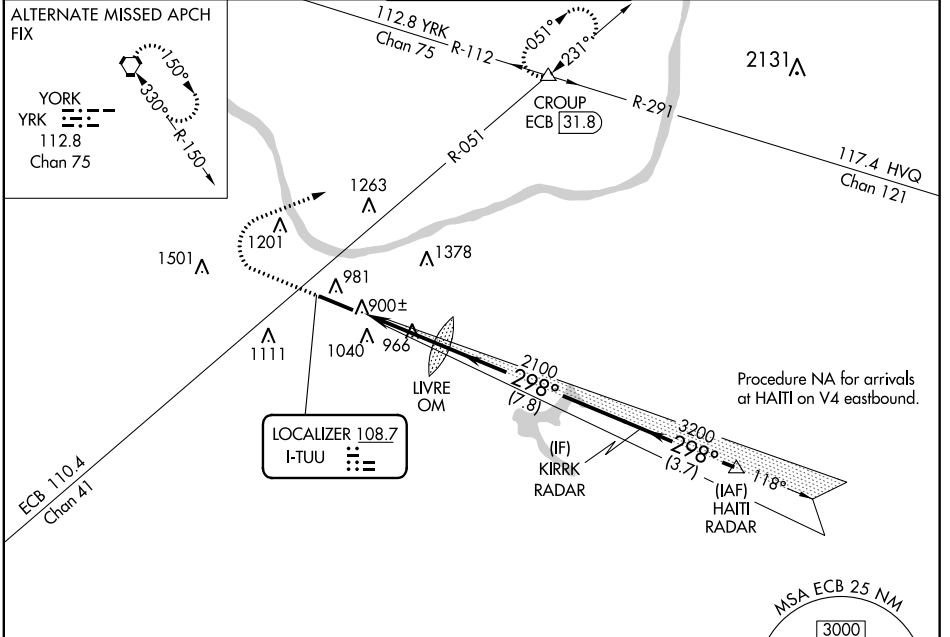 ALTERNATE MISSED APCH
FIX
150°
330°
R-150
YORK
YRK
112.8
Chan 75
112.8 YRK
Chan 75
R-112
051°
231°
CROUP
ECB 31.8
R-291
2131
117.4 HVQ
Chan 121
R-051
1263
1201
1501
1378
981
900±
1111
1040
966
LIVRE
OM
2100
298°
(7.8)
Procedure NA for arrivals
at HAITI on V4 eastbound.
3200
298°
(3.7)
118°
(IF)
KIRRK
RADAR
(IAF)
HAITI
RADAR
LOCALIZER 108.7
I-TUU
ECB 110.4
Chan 41
MSA ECB 25 NM
3000